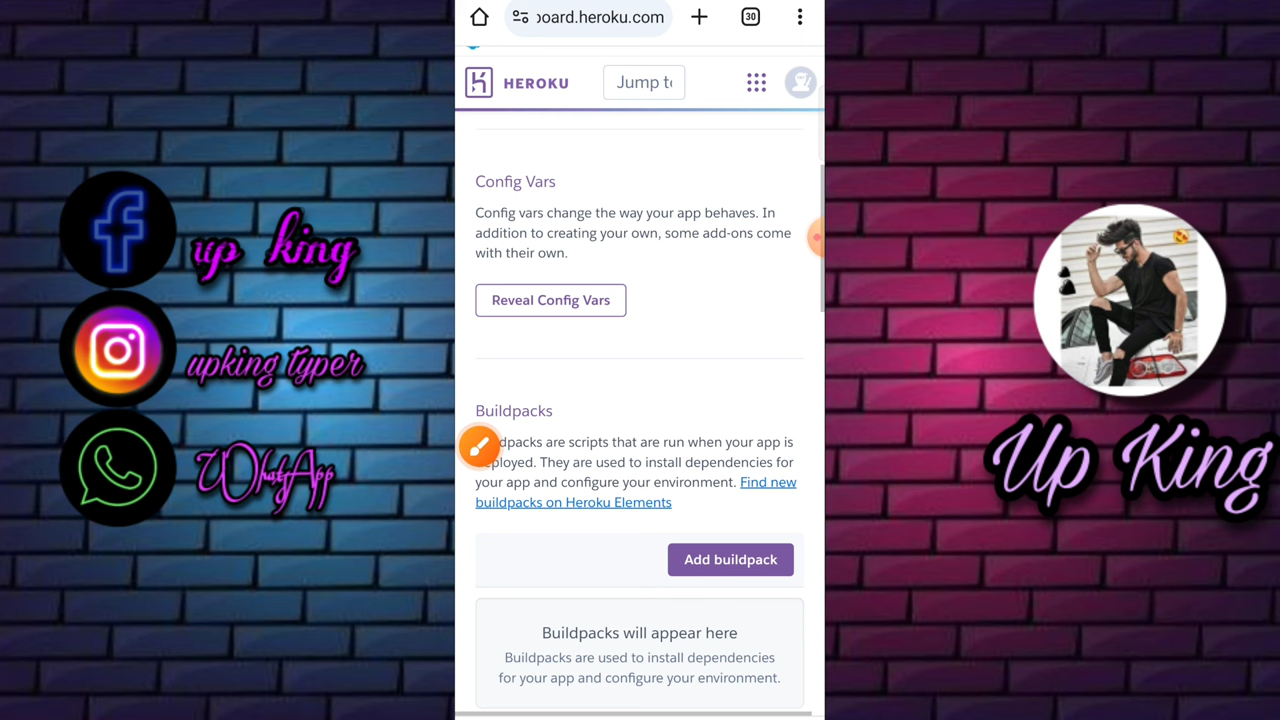 board.heroku.com
30
HEROKU
Jump to
Config Vars
Config vars change the way your app behaves. In
addition to creating your own, some add-ons come
with their own.
Reveal Config Vars
Buildpacks
dpacks are scripts that are run when your app is
ployed. They are used to install dependencies for
your app and configure your environment. Find new
buildpacks on Heroku Elements
Add buildpack
Buildpacks will appear here
Buildpacks are used to install dependencies
for your app and configure your environment.
up king
upking typer
WhatsApp
Up King